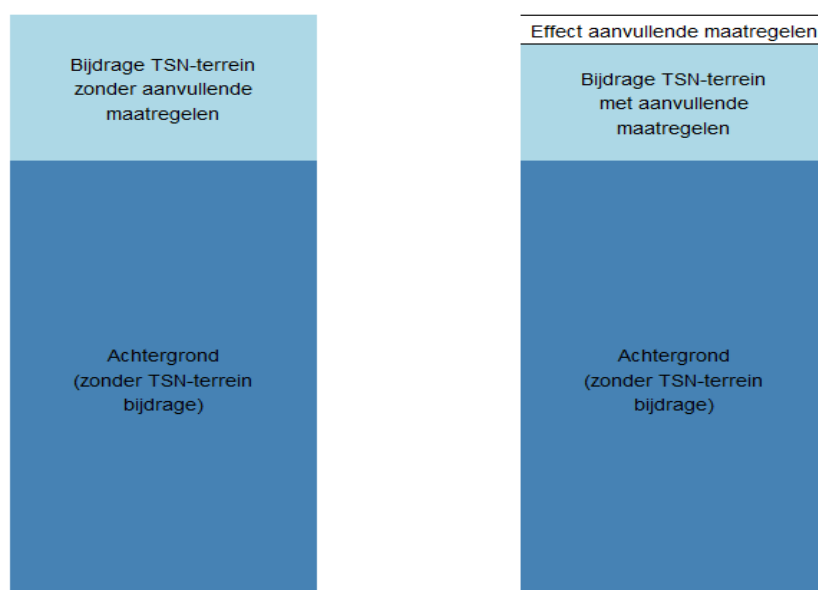 Bijdrage TSN-terrein
zonder aanvullende
maatregelen
Achtergrond
(zonder TSN-terrein
bijdrage)
Effect aanvullende maatregelen
Bijdrage TSN-terrein
met aanvullende
maatregelen
Achtergrond
(zonder TSN-terrein
bijdrage)